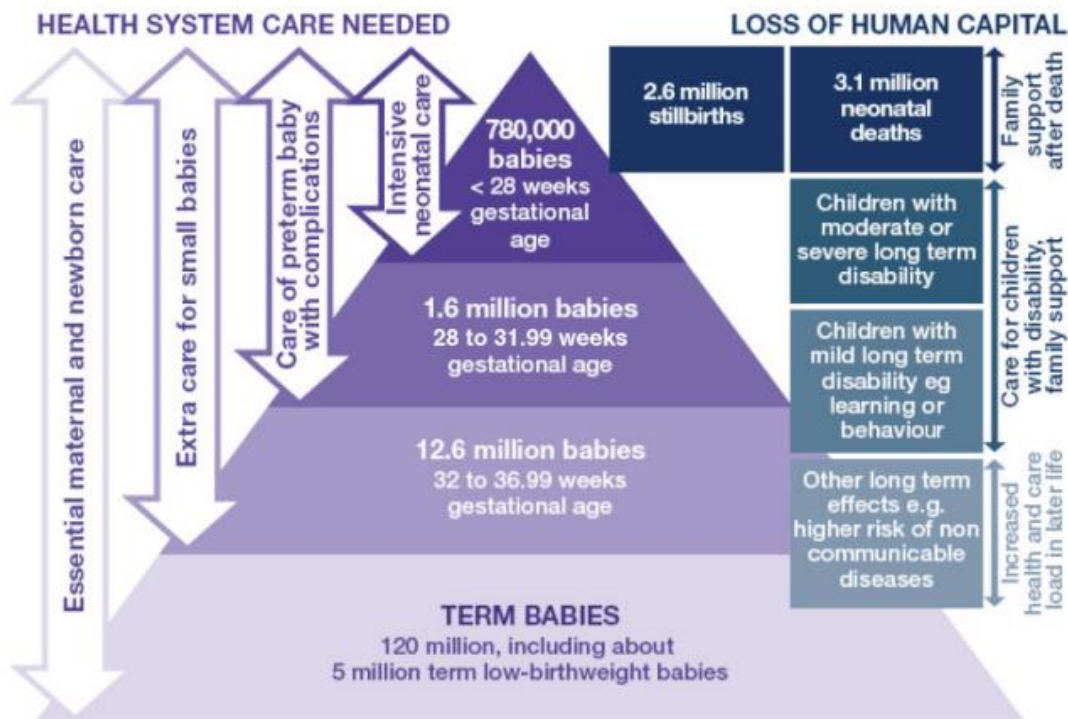 HEALTH SYSTEM CARE NEEDED
LOSS OF HUMAN CAPITAL
Essential maternal and newborn care
Extra care for small babies
Care of preterm baby
with complications
Intensive
neonatal care
780,000
babies
< 28 weeks
gestational
age
1.6 million babies
28 to 31.99 weeks
gestational age
12.6 million babies
32 to 36.99 weeks
gestational age
TERM BABIES
120 million, including about
5 million term low-birthweight babies
2.6 million
stillbirths
3.1 million
neonatal
deaths
Family
support
after death
Children with
moderate or
severe long term
disability
Children with
mild long term
disability eg
learning or
behaviour
Care for children
with disability,
family support
Other long term
effects e.g.
higher risk of non
communicable
diseases
Increased
health and care
load in later life